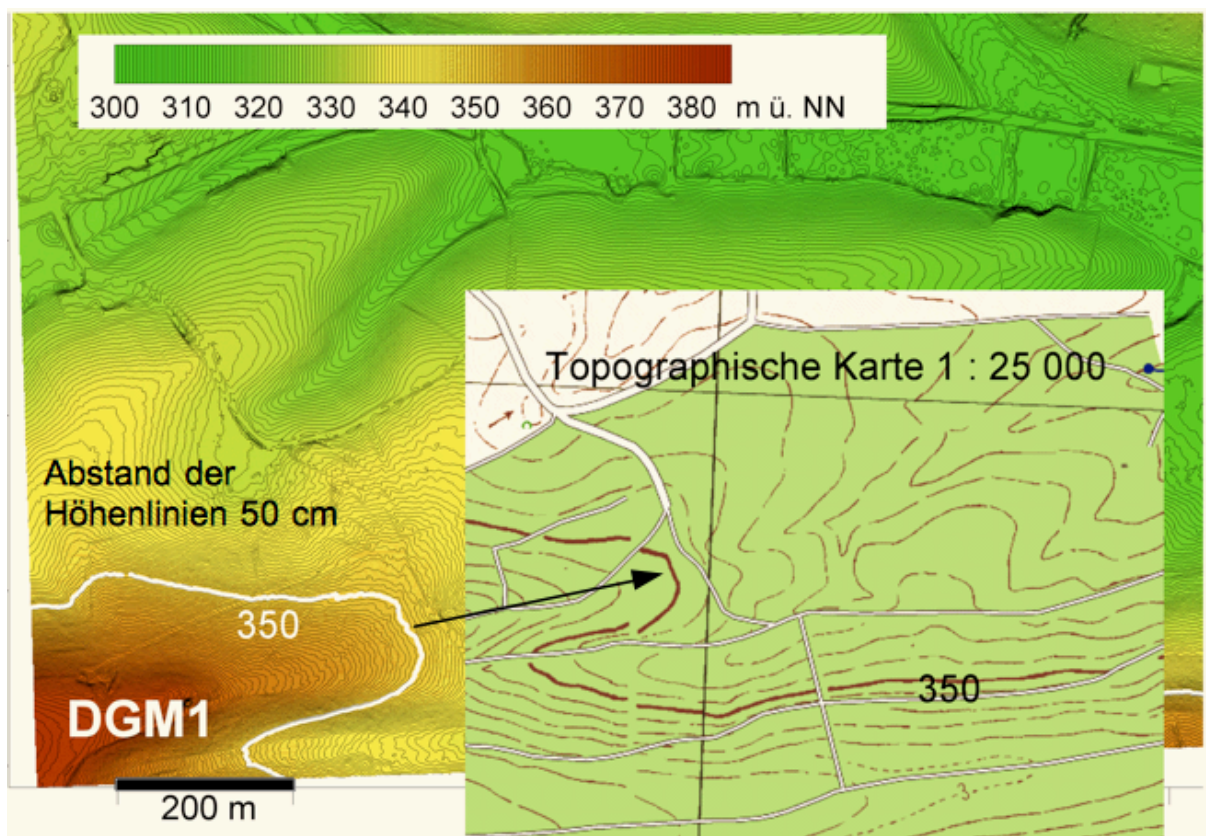 300 310 320 330 340 350 360 370 380 m ü. NN
Topographische Karte 1 : 25 000
Abstand der
Höhenlinien 50 cm
350
350
DGM1
200 m
3